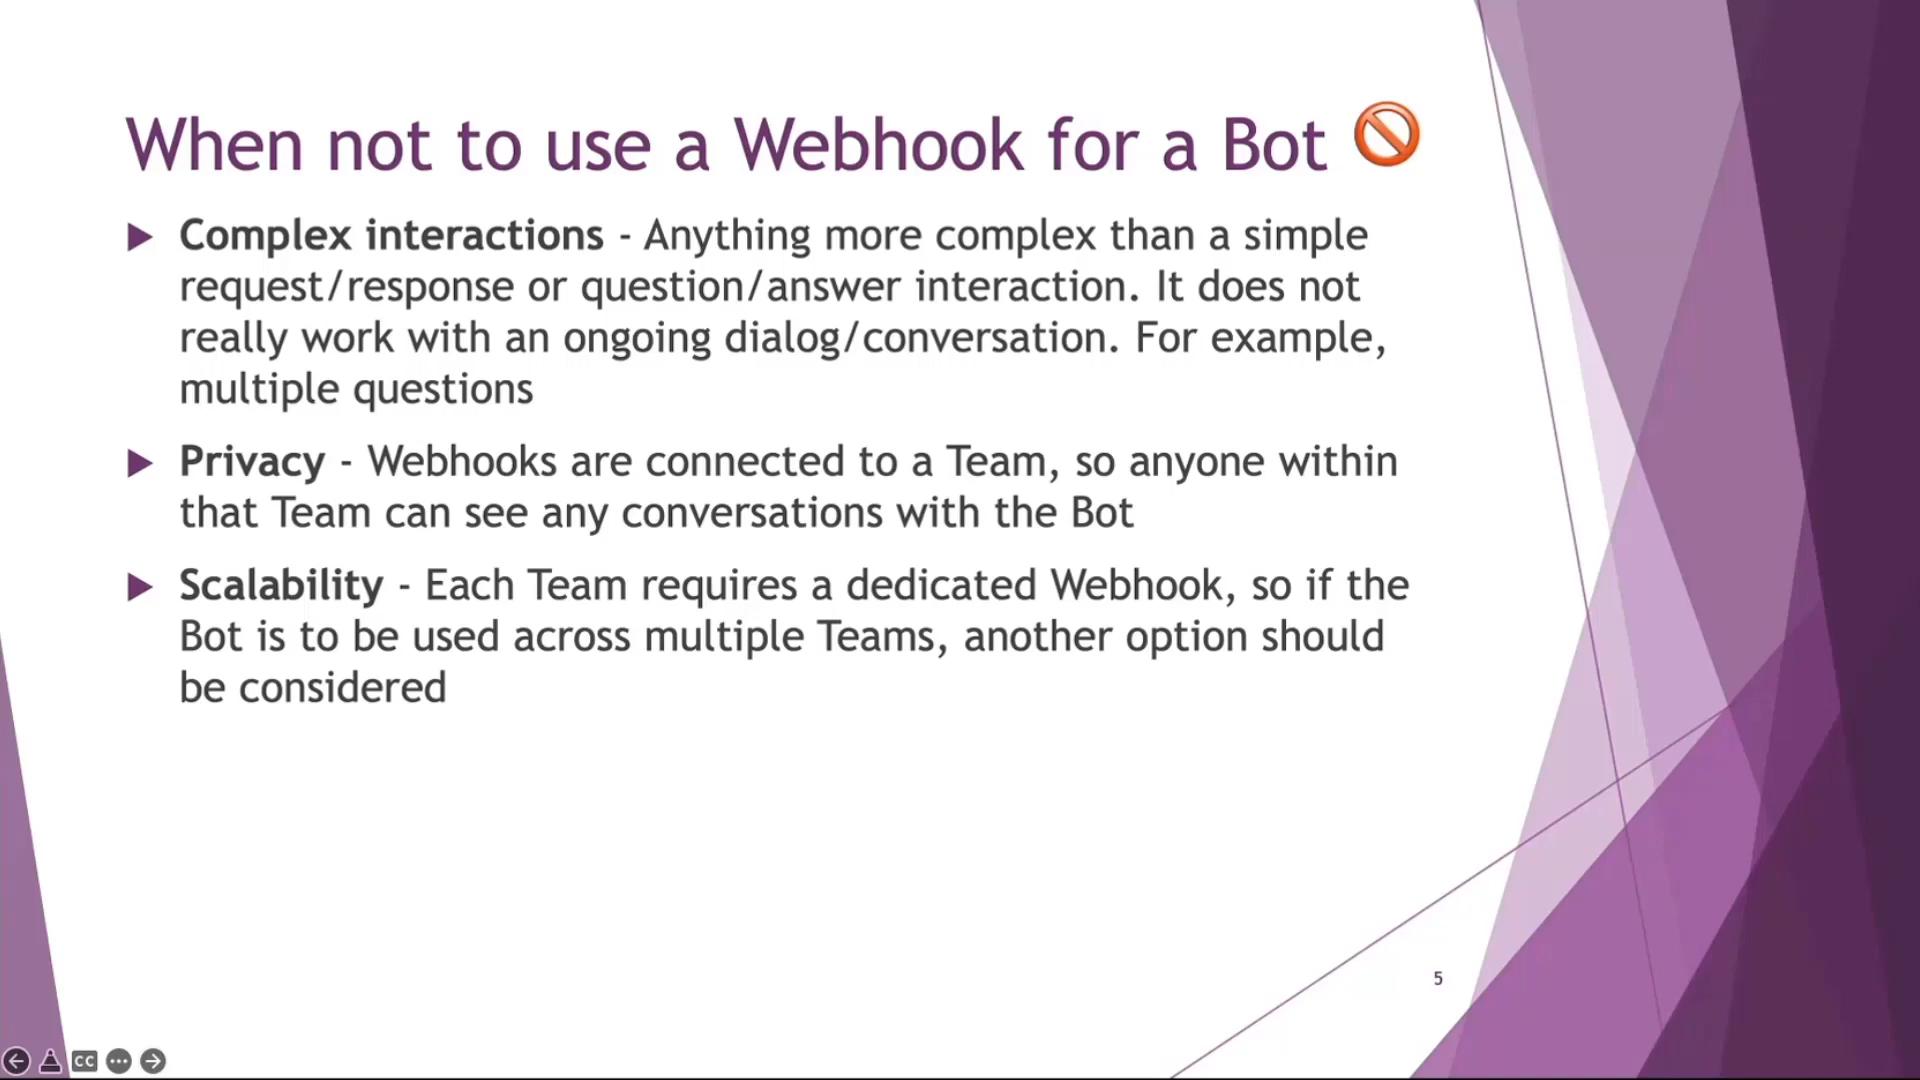 When not to use a Webhook for a Bot
Complex interactions - Anything more complex than a simple
request/response or question/answer interaction. It does not
really work with an ongoing dialog/conversation. For example,
multiple questions
Privacy - Webhooks are connected to a Team, so anyone within
that Team can see any conversations with the Bot
Scalability - Each Team requires a dedicated Webhook, so if the
Bot is to be used across multiple Teams, another option should
be considered
5
CC